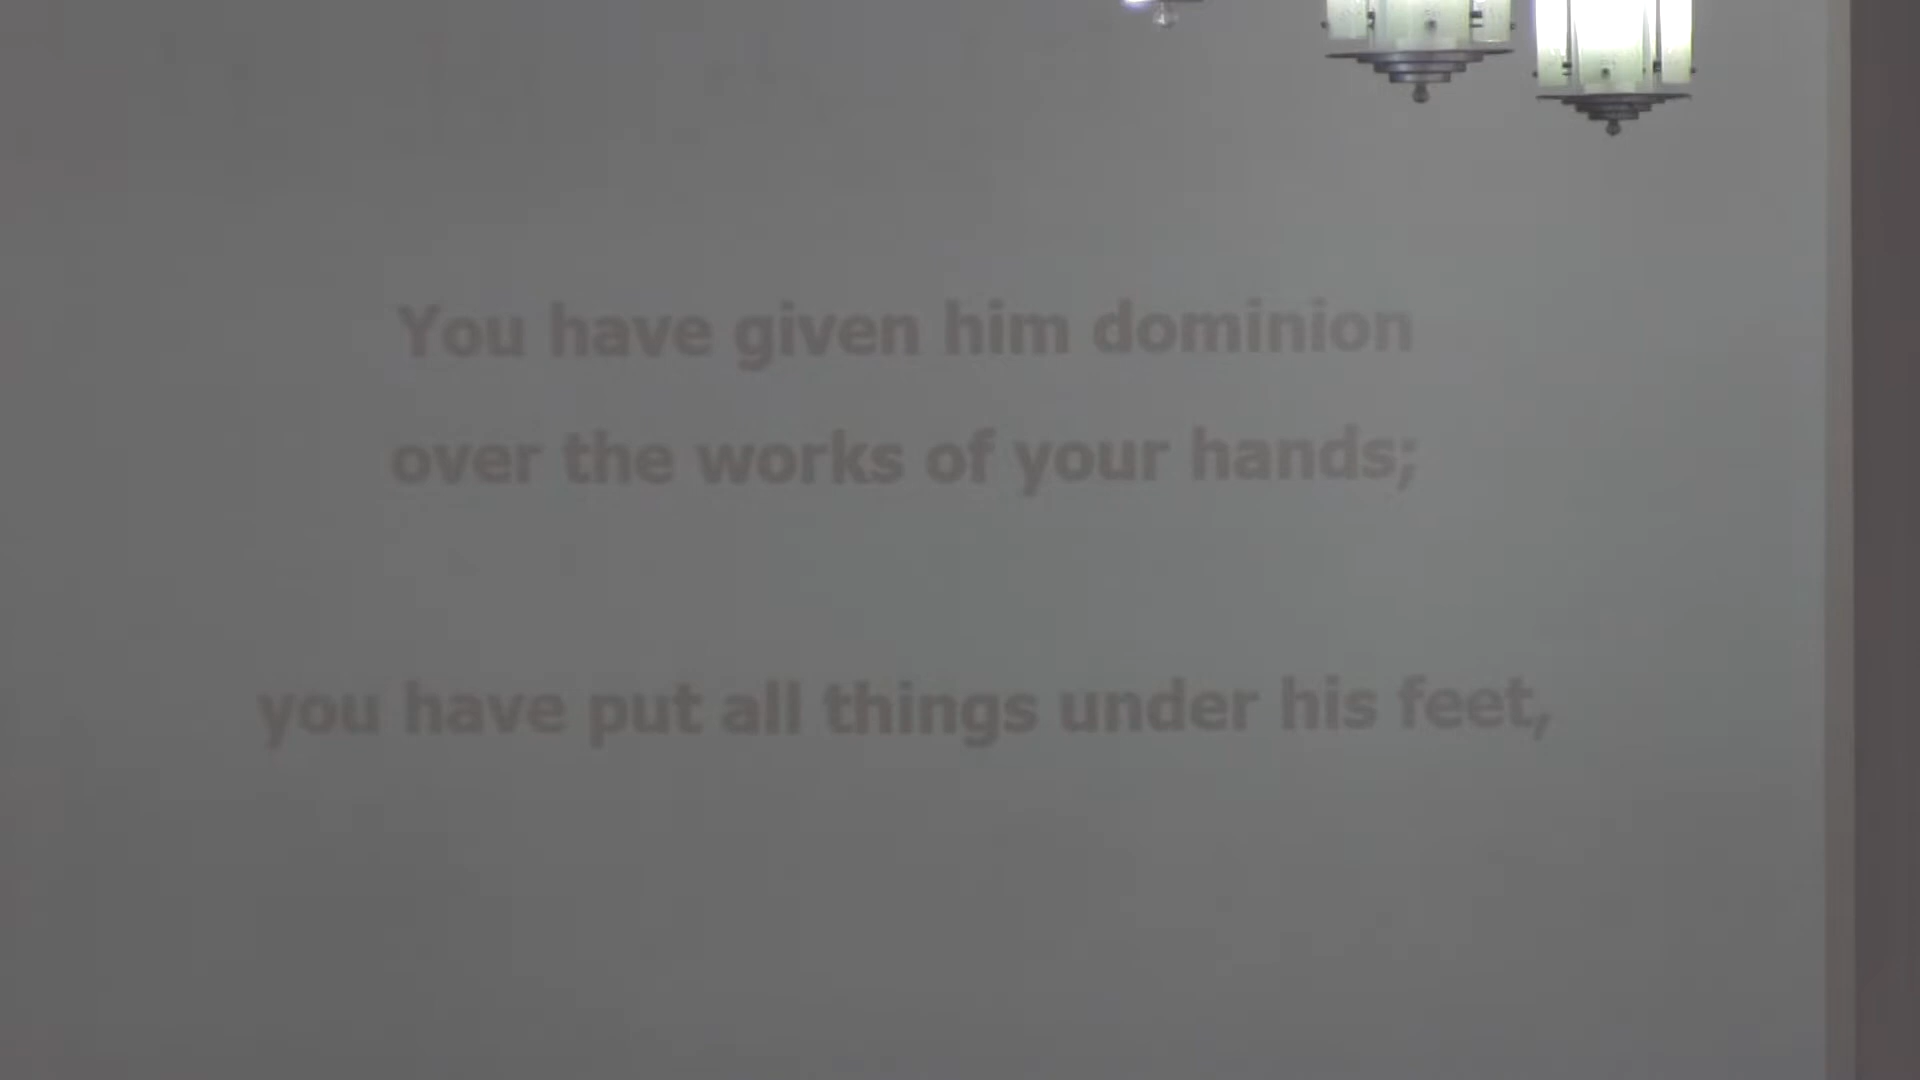 You have given him dominion
over the works of your hands;
you have put all things under his feet,